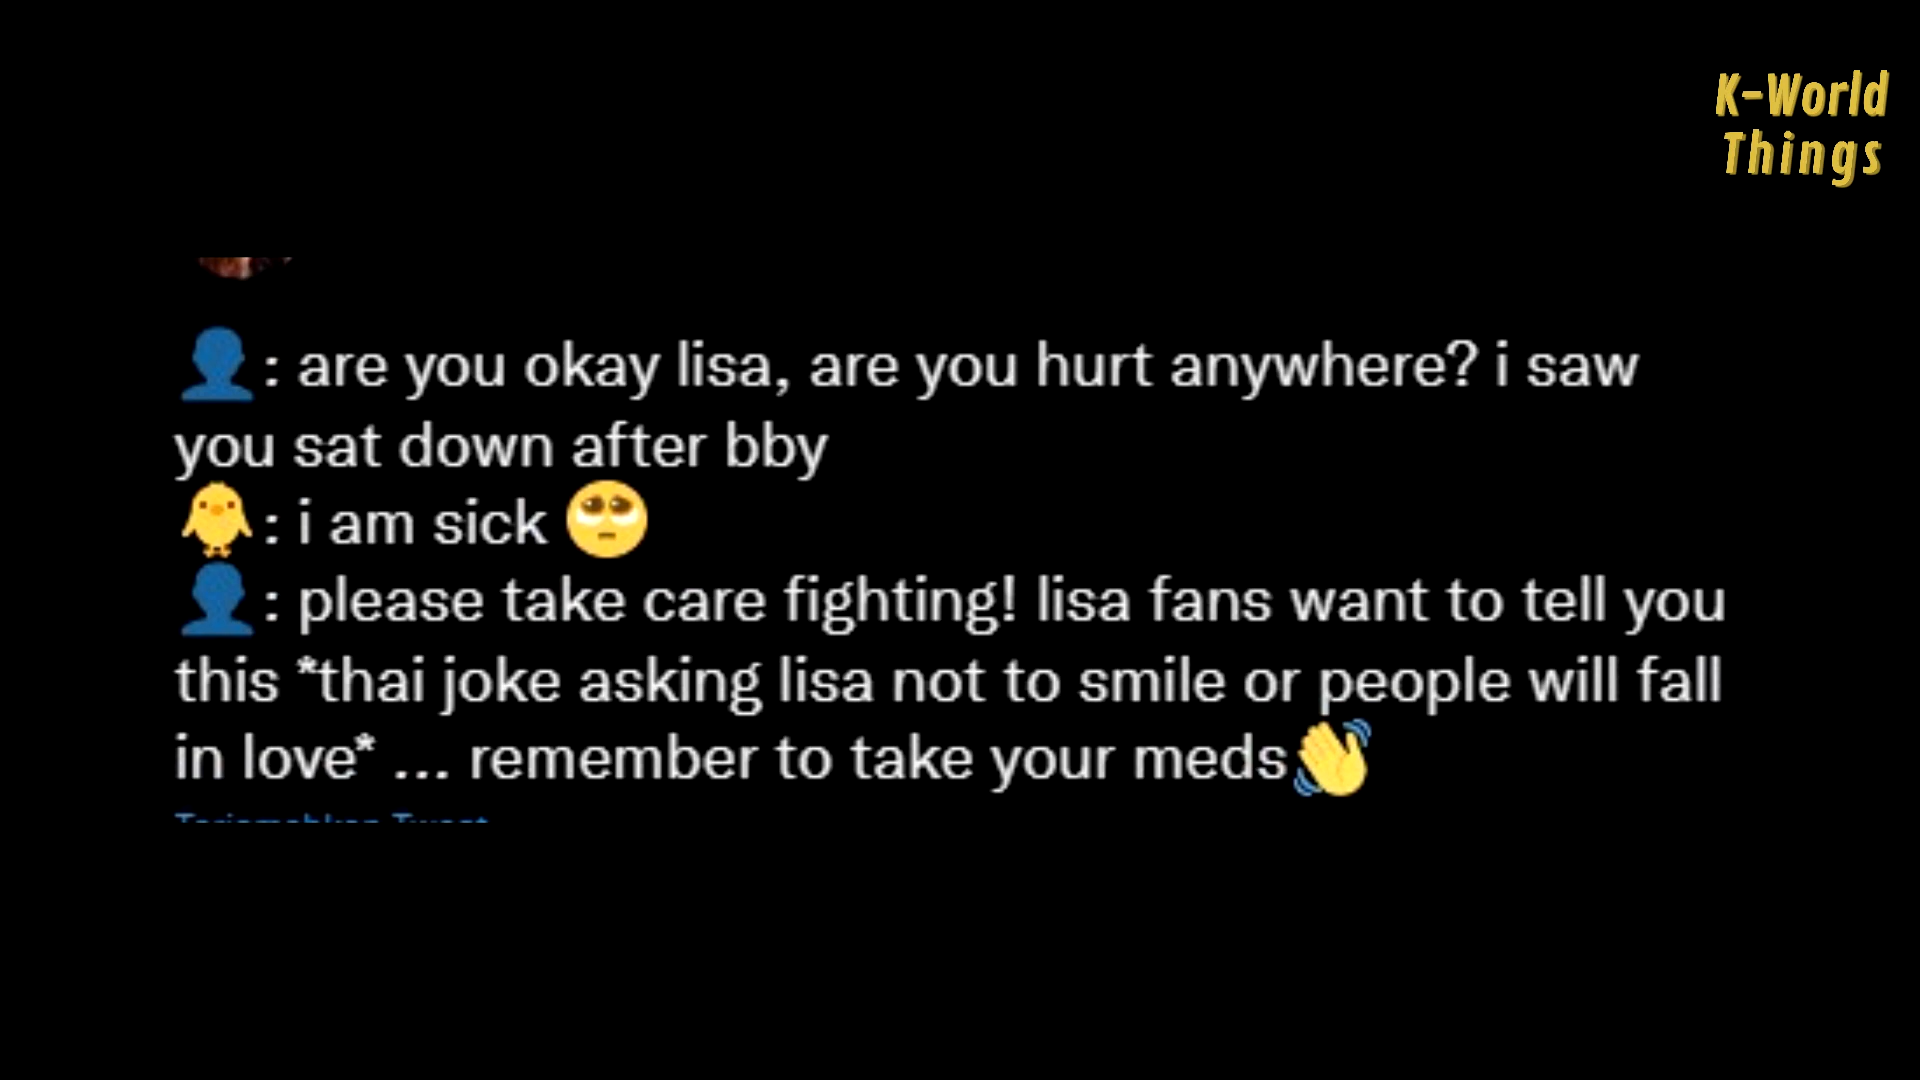 K-World
Things
👤: are you okay lisa, are you hurt anywhere? i saw
you sat down after bby
🐥: i am sick 🥺
👤: please take care fighting! lisa fans want to tell you
this *thai joke asking lisa not to smile or people will fall
in love* ... remember to take your meds👋
Terjemahkan Tweet